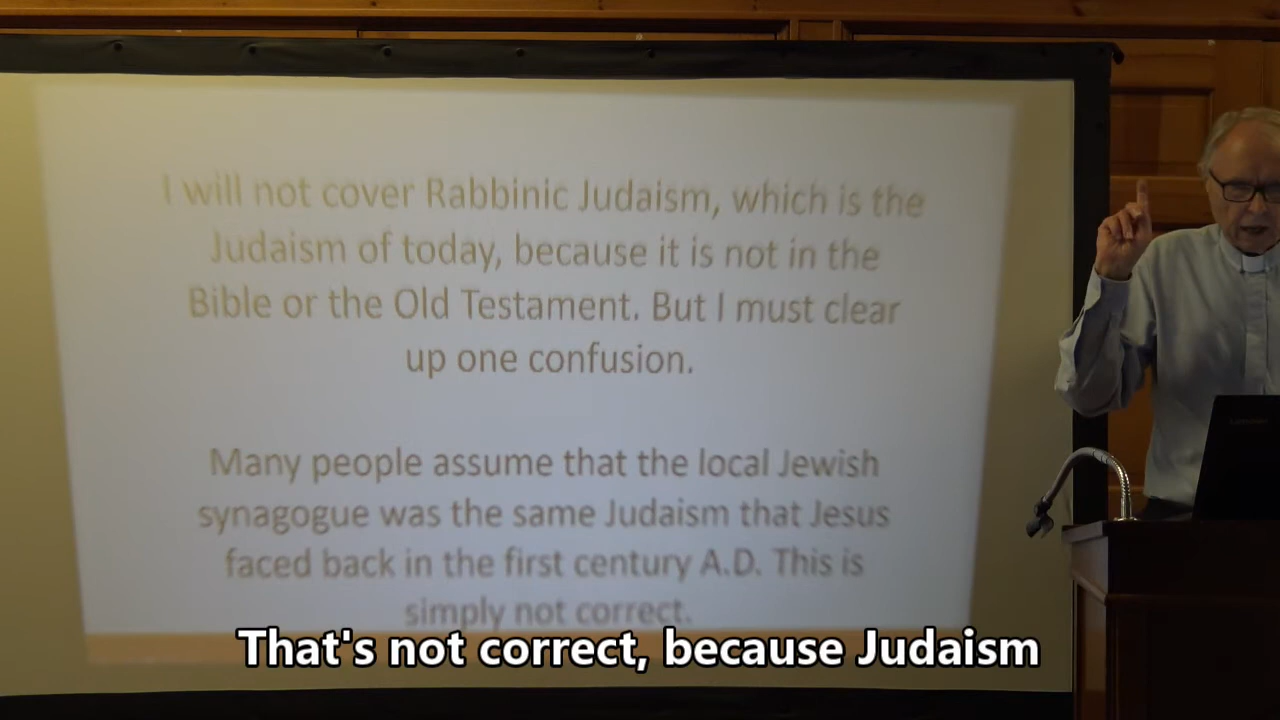 I will not cover Rabbinic Judaism, which is the
Judaism of today, because it is not in the
Bible or the Old Testament. But I must clear
up one confusion.
Many people assume that the local Jewish
synagogue was the same Judaism that Jesus
faced back in the first century A.D. This is
simply not correct.
That's not correct, because Judaism